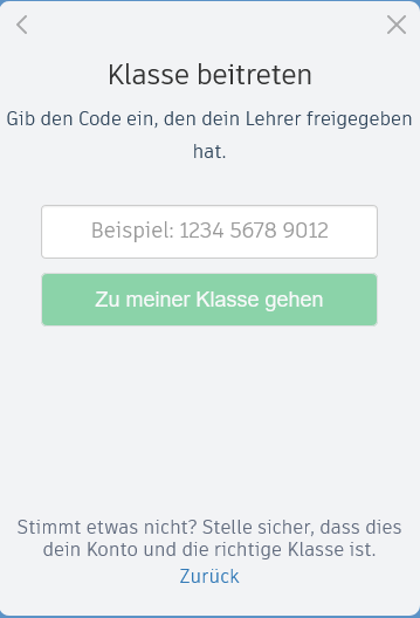 Klasse beitreten
Gib den Code ein, den dein Lehrer freigegeben
hat.
Beispiel: 1234 5678 9012
Zu meiner Klasse gehen
Stimmt etwas nicht? Stelle sicher, dass dies
dein Konto und die richtige Klasse ist.
Zurück